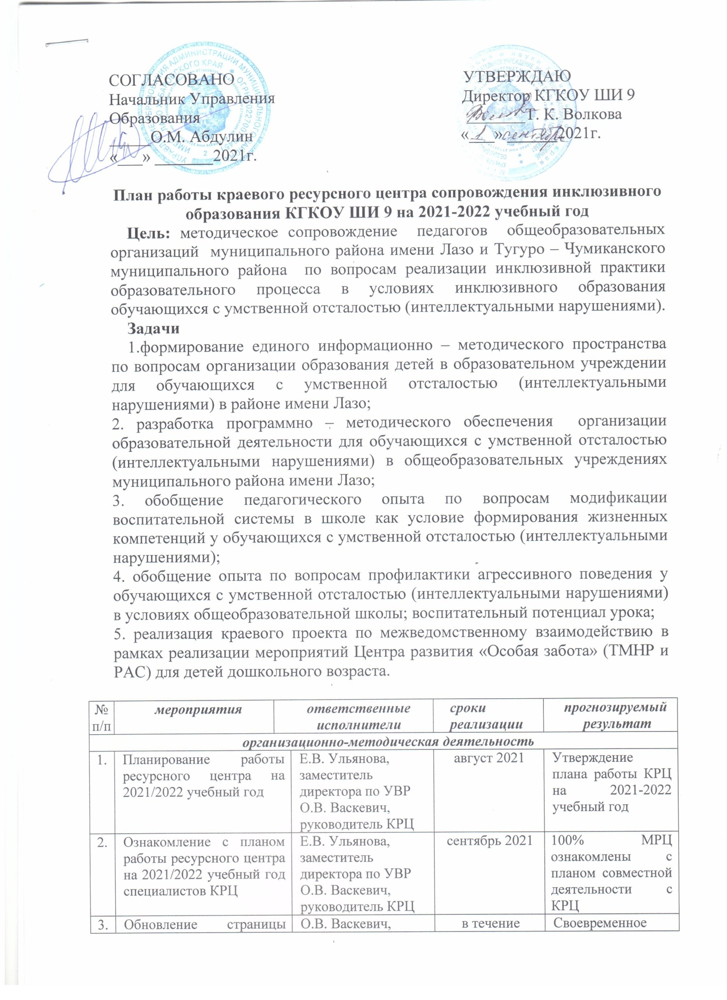 СОГЛАСОВАНО
Начальник Управления
Образования
______О.М. Абдулин
«___» _______2021г.
УТВЕРЖДАЮ
Директор КГКОУ ШИ 9
_______Т. К. Волкова
«_1_» сентября 2021г.
План работы краевого ресурсного центра сопровождения инклюзивного
образования КГКОУ ШИ 9 на 2021-2022 учебный год
Цель: методическое сопровождение педагогов общеобразовательных
организаций муниципального района имени Лазо и Тугуро – Чумиканского
муниципального района по вопросам реализации инклюзивной практики
образовательного процесса в условиях инклюзивного образования
обучающихся с умственной отсталостью (интеллектуальными нарушениями).
Задачи
1.формирование единого информационно – методического пространства
по вопросам организации образования детей в образовательном учреждении
для обучающихся с умственной отсталостью (интеллектуальными
нарушениями) в районе имени Лазо;
2. разработка программно – методического обеспечения организации
образовательной деятельности для обучающихся с умственной отсталостью
(интеллектуальными нарушениями) в общеобразовательных учреждениях
муниципального района имени Лазо;
3. обобщение педагогического опыта по вопросам модификации
воспитательной системы в школе как условие формирования жизненных
компетенций у обучающихся с умственной отсталостью (интеллектуальными
нарушениями);
4. обобщение опыта по вопросам профилактики агрессивного поведения у
обучающихся с умственной отсталостью (интеллектуальными нарушениями)
в условиях общеобразовательной школы; воспитательный потенциал урока;
5. реализация краевого проекта по межведомственному взаимодействию в
рамках реализации мероприятий Центра развития «Особая забота» (ТМНР и
РАС) для детей дошкольного возраста.
№
п/п
мероприятия
ответственные
исполнители
сроки
реализации
прогнозируемый
результат
организационно-методическая деятельность
1.
Планирование работы
ресурсного центра на
2021/2022 учебный год
Е.В. Ульянова,
заместитель
директора по УВР
О.В. Васкевич,
руководитель КРЦ
август 2021
Утверждение
плана работы КРЦ
на 2021-2022
учебный год
2.
Ознакомление с планом
работы ресурсного центра
на 2021/2022 учебный год
специалистов КРЦ
Е.В. Ульянова,
заместитель
директора по УВР
О.В. Васкевич,
руководитель КРЦ
сентябрь 2021
100% МРЦ
ознакомлены с
планом совместной
деятельности с
КРЦ
3.
Обновление страницы
О.В. Васкевич,
в течение
Своевременное